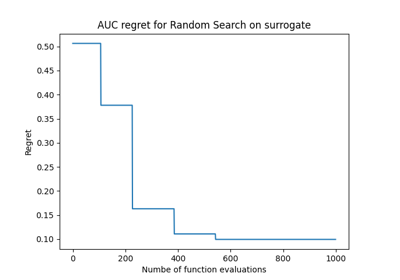 AUC regret for Random Search on surrogate
0.50
0.45
0.40
0.35
0.30
0.25
0.20
0.15
0.10
Regret
0 200 400 600 800 1000
Numbe of function evaluations